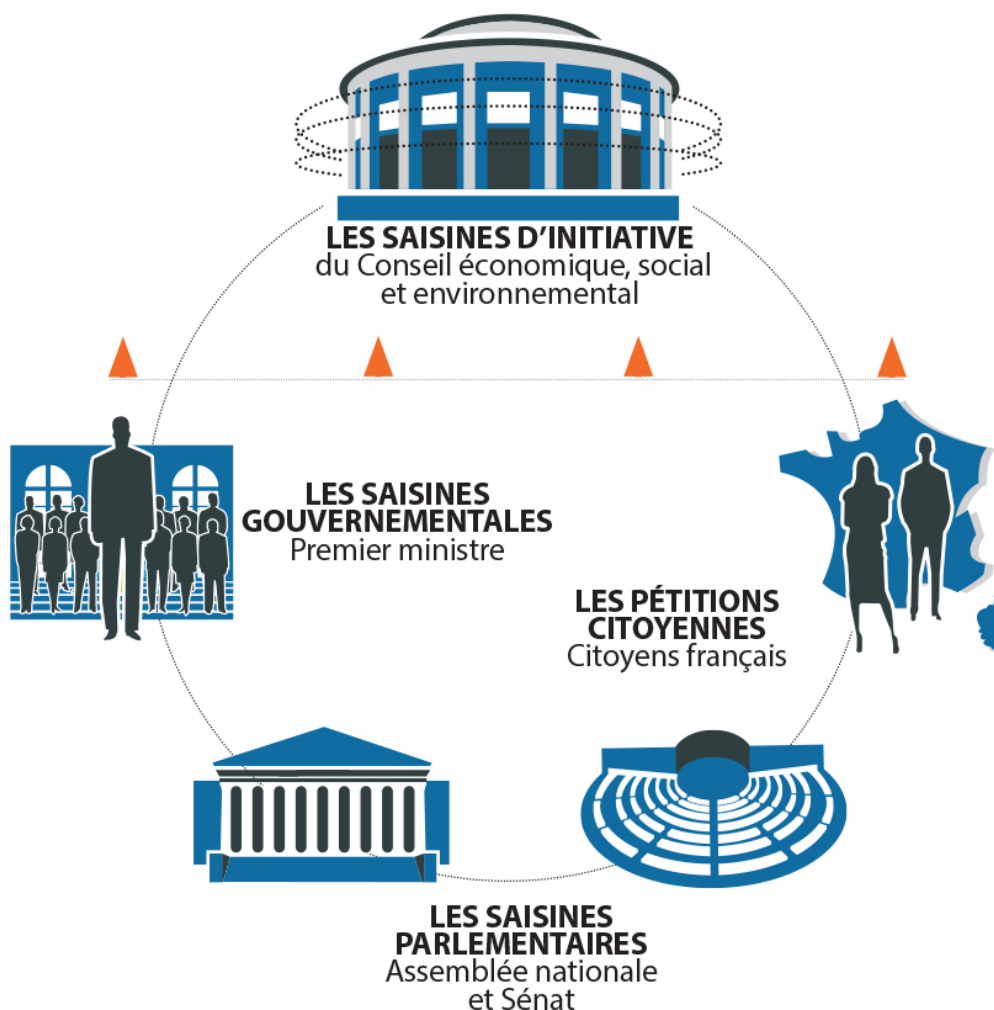 LES SAISINES D'INITIATIVE
du Conseil économique, social
et environnemental
LES SAISINES
GOUVERNEMENTALES
Premier ministre
LES PÉTITIONS
CITOYENNES
Citoyens français
LES SAISINES
PARLEMENTAIRES
Assemblée nationale
et Sénat